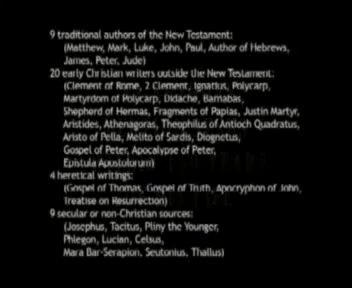 9 traditional authors of the New Testament:
(Matthew, Mark, Luke, John, Paul, Author of Hebrews,
James, Peter, Jude)
20 early Christian writers outside the New Testament:
(Clement of Rome, 2 Clement, Ignatius, Polycarp,
Martyrdom of Polycarp, Didache, Barnabas,
Shepherd of Hermas, Fragments of Papias, Justin Martyr,
Aristides, Athenagoras, Theophilus of Antioch Quadratus,
Aristo of Pella, Melito of Sardis, Diognetus,
Gospel of Peter, Apocalypse of Peter,
Epistula Apostolorum)
4 heretical writings:
(Gospel of Thomas, Gospel of Truth, Apocryphon of John,
Treatise on Resurrection)
9 secular or non-Christian sources:
(Josephus, Tacitus, Pliny the Younger,
Phlegon, Lucian, Celsus,
Mara Bar-Serapion, Seutonius, Thallus)